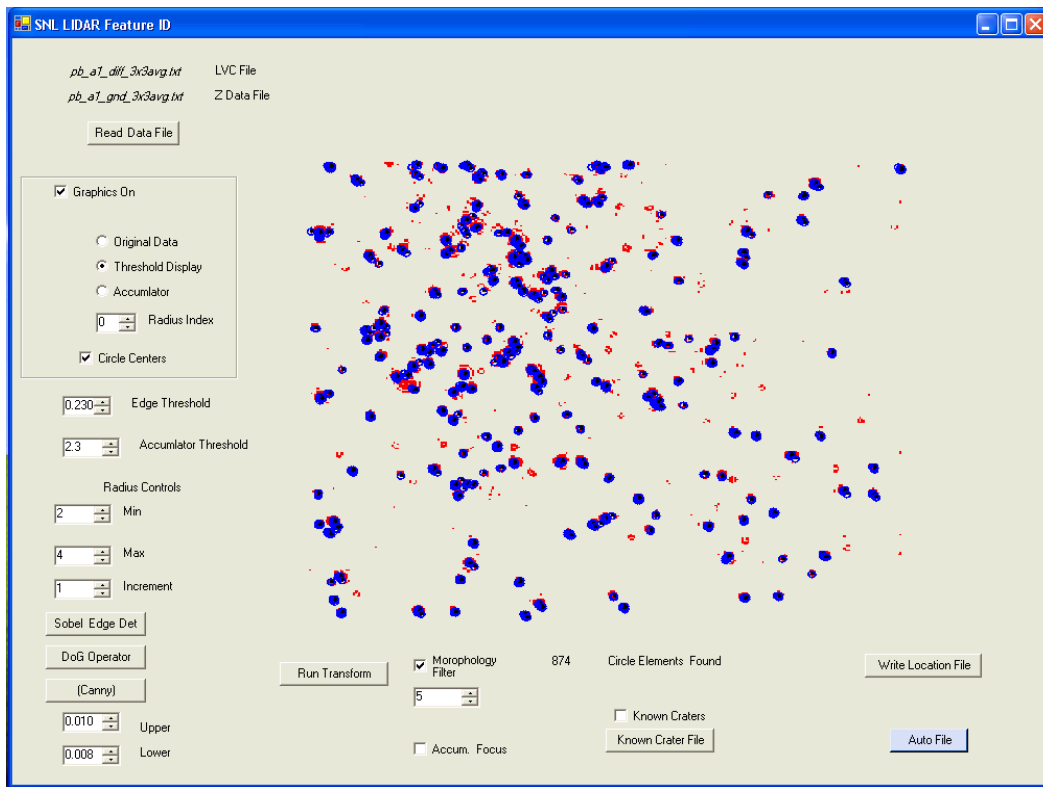 SNL LIDAR Feature ID
pb_a1_diff_3x3avg.txt LVC File
pb_a1_gnd_3x3avg.txt Z Data File
Read Data File
Graphics On
Original Data
Threshold Display
Accumlator
0 Radius Index
Circle Centers
0.230 Edge Threshold
2.3 Accumlator Threshold
Radius Controls
2 Min
4 Max
1 Increment
Sobel Edge Det
DoG Operator
(Canny)
0.010 Upper
0.008 Lower
Run Transform
Morophology
Filter
5
Accum. Focus
874 Circle Elements Found
Known Craters
Known Crater File
Write Location File
Auto File